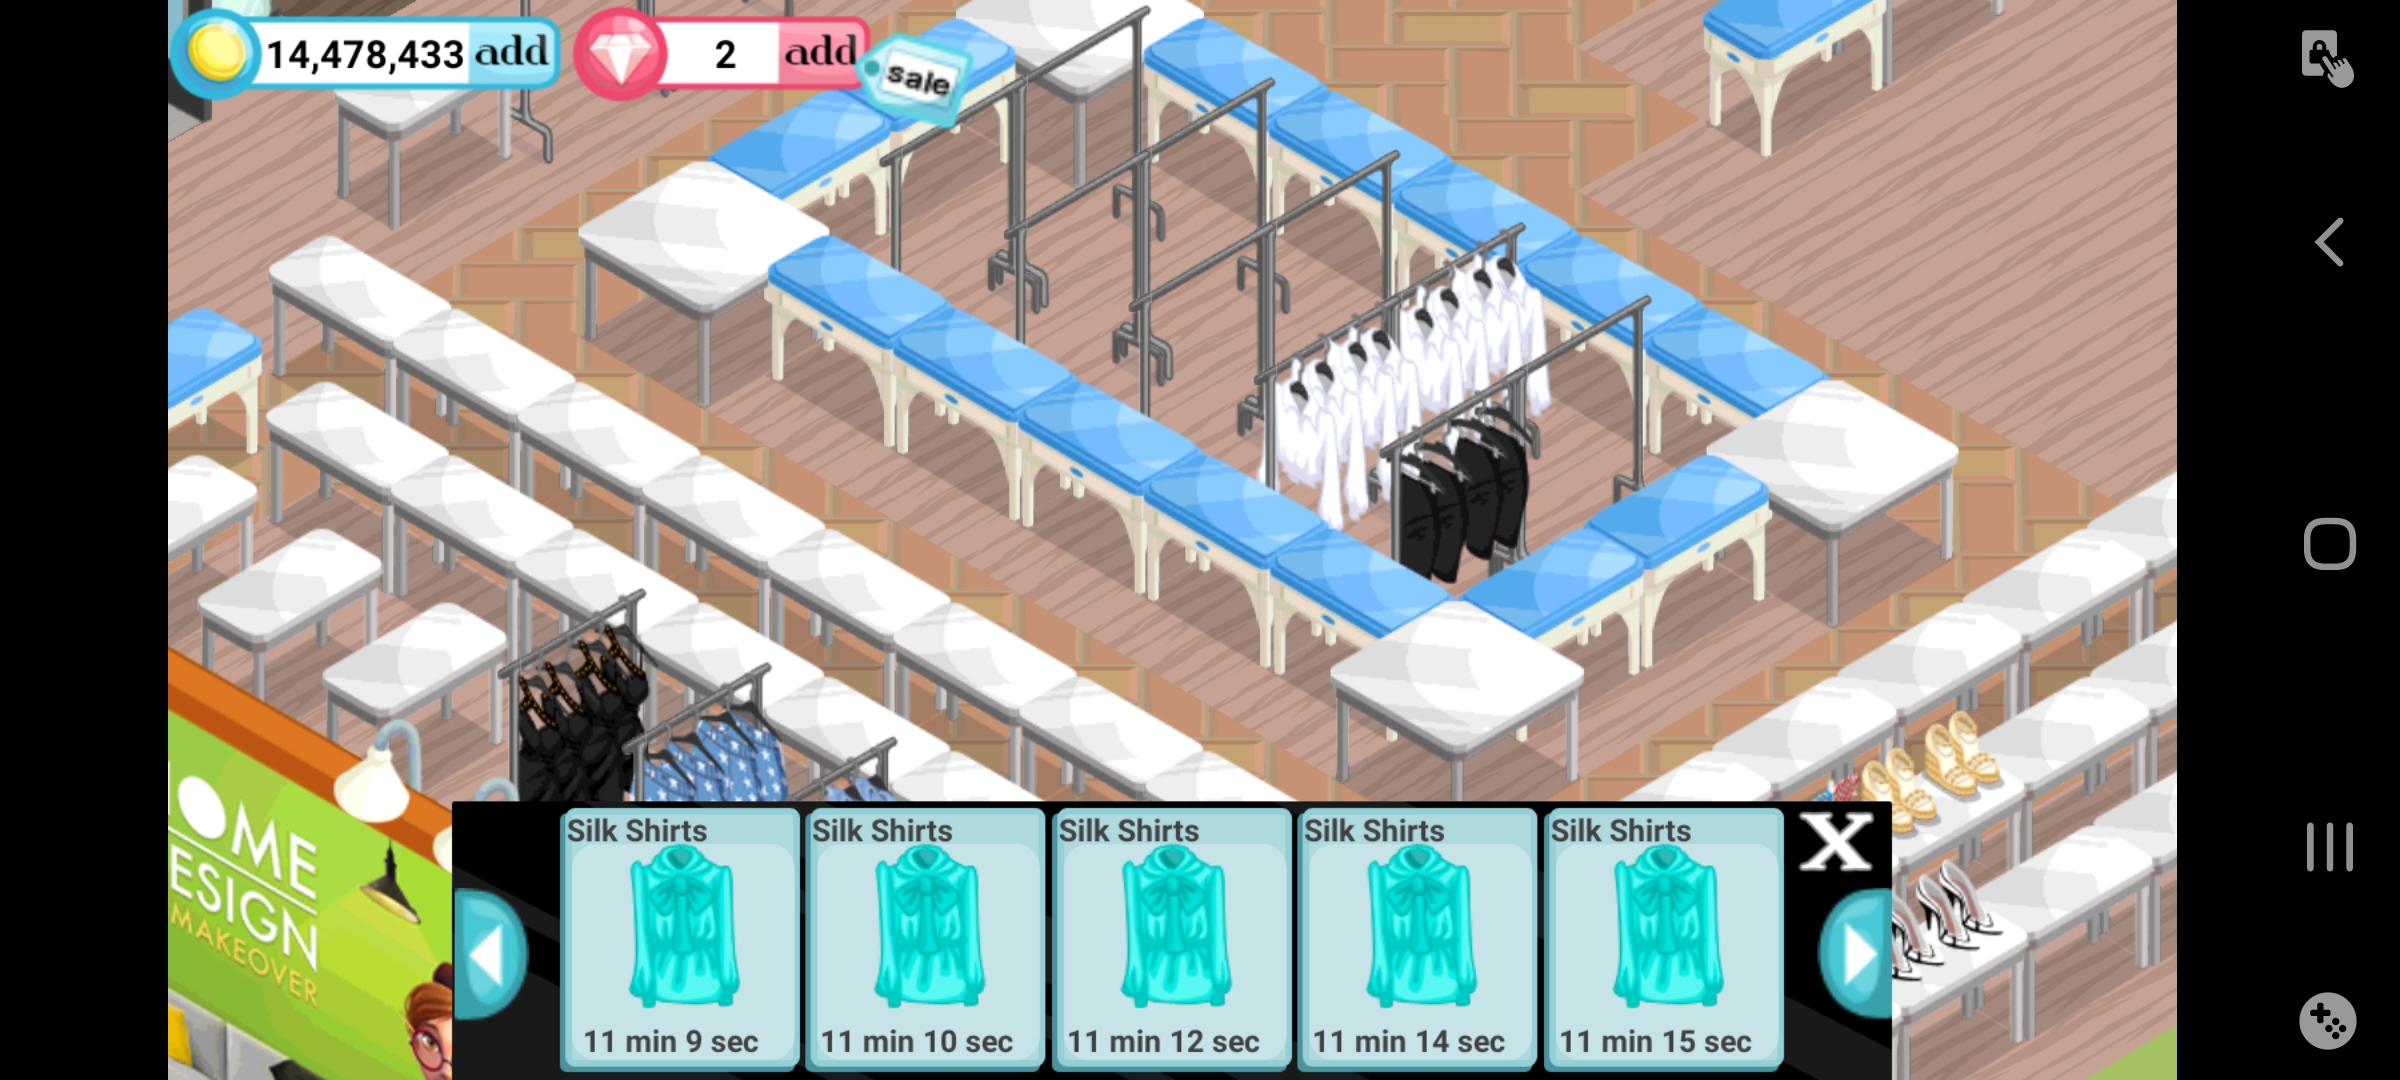 14,478,433 add
2 add
sale
HOME
DESIGN
MAKEOVER
Silk Shirts
11 min 9 sec
Silk Shirts
11 min 10 sec
Silk Shirts
11 min 12 sec
Silk Shirts
11 min 14 sec
Silk Shirts
11 min 15 sec
X